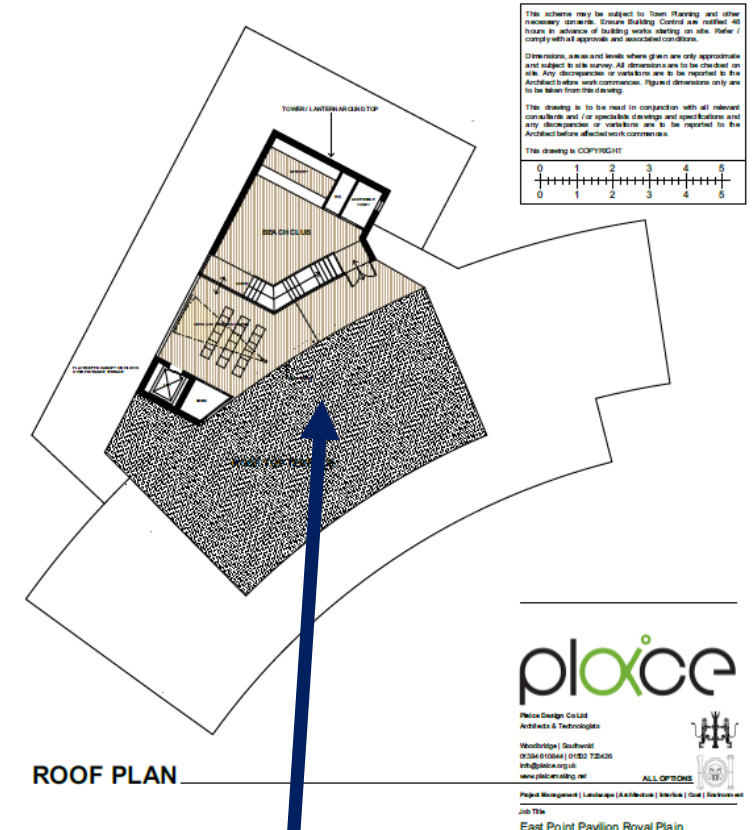 This scheme may be subject to Town Planning and other
necessary consents. Ensure Building Control are notified 48
hours in advance of building works starting on site. Refer /
comply with all approvals and associated conditions.
Dimensions, areas and levels where given are only approximate
and subject to site survey. All dimensions are to be checked on
site. Any discrepancies or variations are to be reported to the
Architect before work commences. Figured dimensions only are
to be taken from this drawing.
This drawing is to be read in conjunction with all relevant
consultants and / or specialists drawings and specifications and
any discrepancies or variations are to be reported to the
Architect before affected work commences.
This drawing is COPYRIGHT
0 1 2 3 4 5
0 1 2 3 4 5
TOWER / LANTERN AROUND TOP
BEACH CLUB
plaice
Plaice Design Co Ltd
Architects & Technologists
Woodbridge | Southwold
info@plaice.org.uk
www.plaicemaking.net
ALL OPTIONS
Project Management | Landscape | Architecture | Interiors | Cost | Environment
Job Title
East Point Pavilion Royal Plain
ROOF PLAN